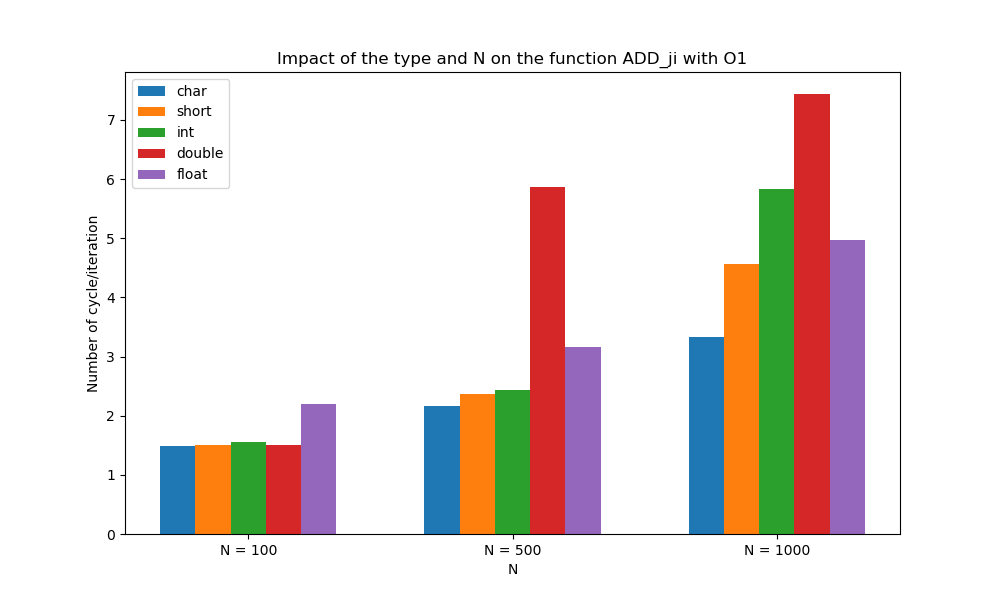 Impact of the type and N on the function ADD_ji with O1
char
short
int
double
float
Number of cycle/iteration
7
6
5
4
3
2
1
0
N = 100
N = 500
N = 1000
N